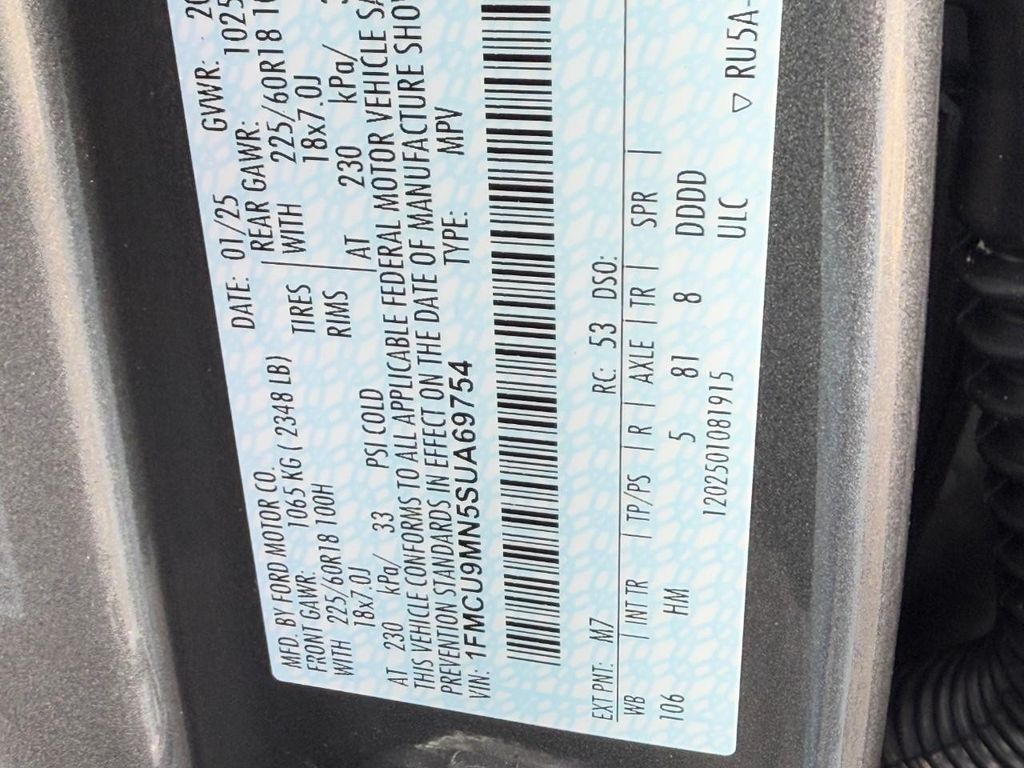 MFD. BY FORD MOTOR CO. DATE: 01/25 GVWR: 20
FRONT GAWR: 1065 KG ( 2348 LB) REAR GAWR: 1025
WITH 225/60R18 100H TIRES WITH 225/60R18 10
18x7.0J RIMS 18x7.0J
AT 230 kPa/ 33 PSI COLD AT 230 kPa/
THIS VEHICLE CONFORMS TO ALL APPLICABLE FEDERAL MOTOR VEHICLE SA
PREVENTION STANDARDS IN EFFECT ON THE DATE OF MANUFACTURE SHOW
VIN: 1FMCU9MN5SUA69754 TYPE: MPV
EXT PNT: M7 RC: 53 DSO:
WB | INT TR | TP/PS | R | AXLE | TR | SPR |
106 HM 5 81 8 DDDD
ULC
1202501081915 ▽ RU5A-